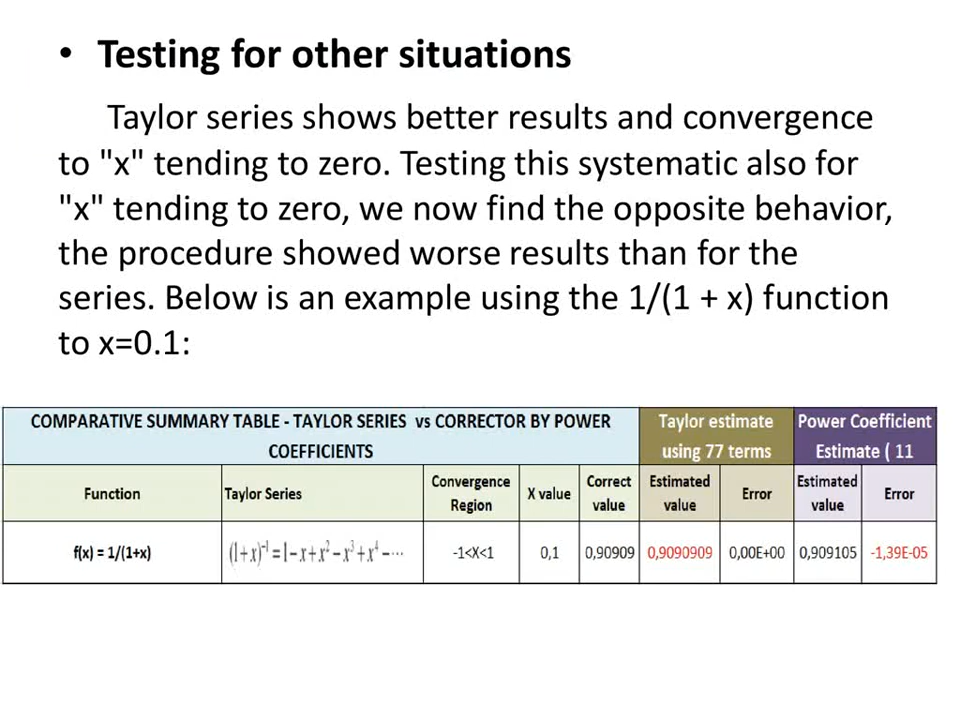 • Testing for other situations
Taylor series shows better results and convergence
to "x" tending to zero. Testing this systematic also for
"x" tending to zero, we now find the opposite behavior,
the procedure showed worse results than for the
series. Below is an example using the 1/(1 + x) function
to x=0.1:
COMPARATIVE SUMMARY TABLE - TAYLOR SERIES vs CORRECTOR BY POWER
COEFFICIENTS
Taylor estimate
using 77 terms
Power Coefficient
Estimate ( 11
Function
Taylor Series
Convergence
Region
X value
Correct
value
Estimated
value
Error
Estimated
value
Error
f(x) = 1/(1+x)
(1+x)⁻¹ = 1 − x + x² − x³ + x⁴ − ⋯
-1<X<1
0,1
0,90909
0,9090909
0,00E+00
0,909105
-1,39E-05